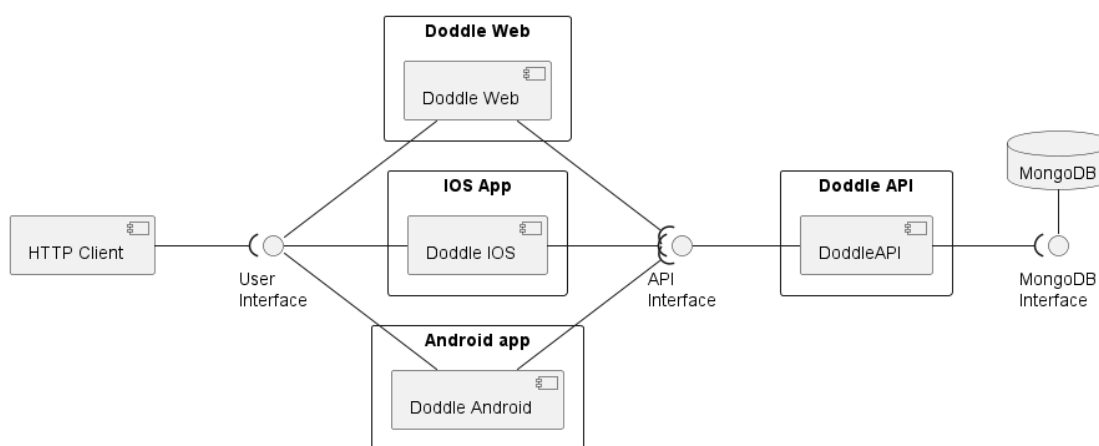 Doddle Web
Doddle Web
MongoDB
IOS App
Doddle API
HTTP Client
Doddle IOS
DoddleAPI
User
Interface
API
Interface
MongoDB
Interface
Android app
Doddle Android